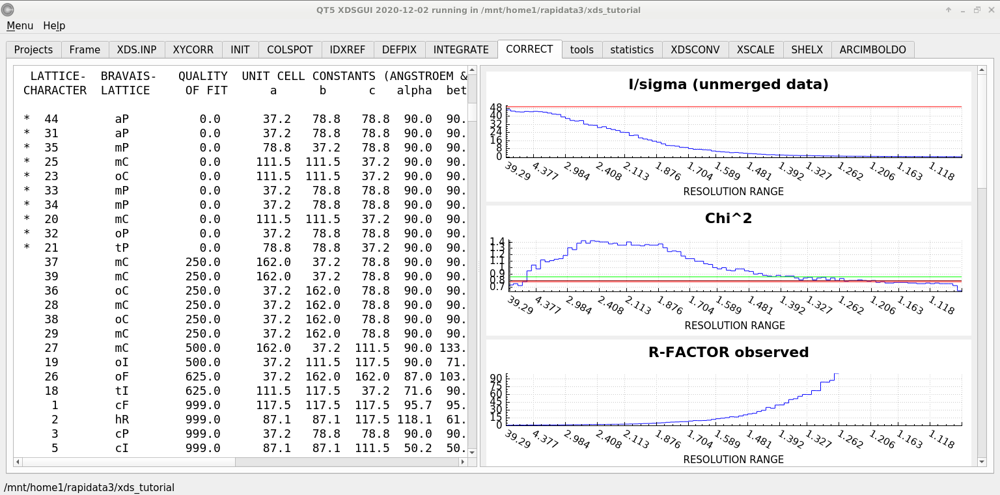 QT5 XDSGUI 2020-12-02 running in /mnt/home1/rapidata3/xds_tutorial
Menu Help
Projects Frame XDS.INP XYCORR INIT COLSPOT IDXREF DEFPIX INTEGRATE CORRECT tools statistics XDSCONV XSCALE SHELX ARCIMBOLDO
LATTICE- BRAVAIS- QUALITY UNIT CELL CONSTANTS (ANGSTROEM &
CHARACTER LATTICE OF FIT a b c alpha bet
* 44 aP 0.0 37.2 78.8 78.8 90.0 90.
* 31 aP 0.0 37.2 78.8 78.8 90.0 90.
* 35 mP 0.0 78.8 37.2 78.8 90.0 90.
* 25 mC 0.0 111.5 111.5 37.2 90.0 90.
* 23 oC 0.0 111.5 111.5 37.2 90.0 90.
* 33 mP 0.0 37.2 78.8 78.8 90.0 90.
* 34 mP 0.0 37.2 78.8 78.8 90.0 90.
* 20 mC 0.0 111.5 111.5 37.2 90.0 90.
* 32 oP 0.0 37.2 78.8 78.8 90.0 90.
* 21 tP 0.0 78.8 78.8 37.2 90.0 90.
37 mC 250.0 162.0 37.2 78.8 90.0 90.
39 mC 250.0 162.0 37.2 78.8 90.0 90.
36 oC 250.0 37.2 162.0 78.8 90.0 90.
28 mC 250.0 37.2 162.0 78.8 90.0 90.
38 oC 250.0 37.2 162.0 78.8 90.0 90.
29 mC 250.0 37.2 162.0 78.8 90.0 90.
27 mC 500.0 162.0 37.2 111.5 90.0 133.
19 oI 500.0 37.2 111.5 117.5 90.0 71.
26 oF 625.0 37.2 162.0 162.0 87.0 103.
18 tI 625.0 111.5 117.5 37.2 71.6 90.
1 cF 999.0 117.5 117.5 117.5 95.7 95.
2 hR 999.0 87.1 87.1 117.5 118.1 61.
3 cP 999.0 37.2 78.8 78.8 90.0 90.
5 cI 999.0 87.1 87.1 111.5 50.2 50.
I/sigma (unmerged data)
48
40
32
24
16
8
0
39.29 4.377 2.984 2.408 2.113 1.876 1.704 1.589 1.481 1.392 1.327 1.262 1.206 1.163 1.118
RESOLUTION RANGE
Chi^2
1.4
1.3
1.1
1
0.9
0.8
0.7
39.29 4.377 2.984 2.408 2.113 1.876 1.704 1.589 1.481 1.392 1.327 1.262 1.206 1.163 1.118
RESOLUTION RANGE
R-FACTOR observed
90
75
60
45
30
15
0
39.29 4.377 2.984 2.408 2.113 1.876 1.704 1.589 1.481 1.392 1.327 1.262 1.206 1.163 1.118
RESOLUTION RANGE
/mnt/home1/rapidata3/xds_tutorial